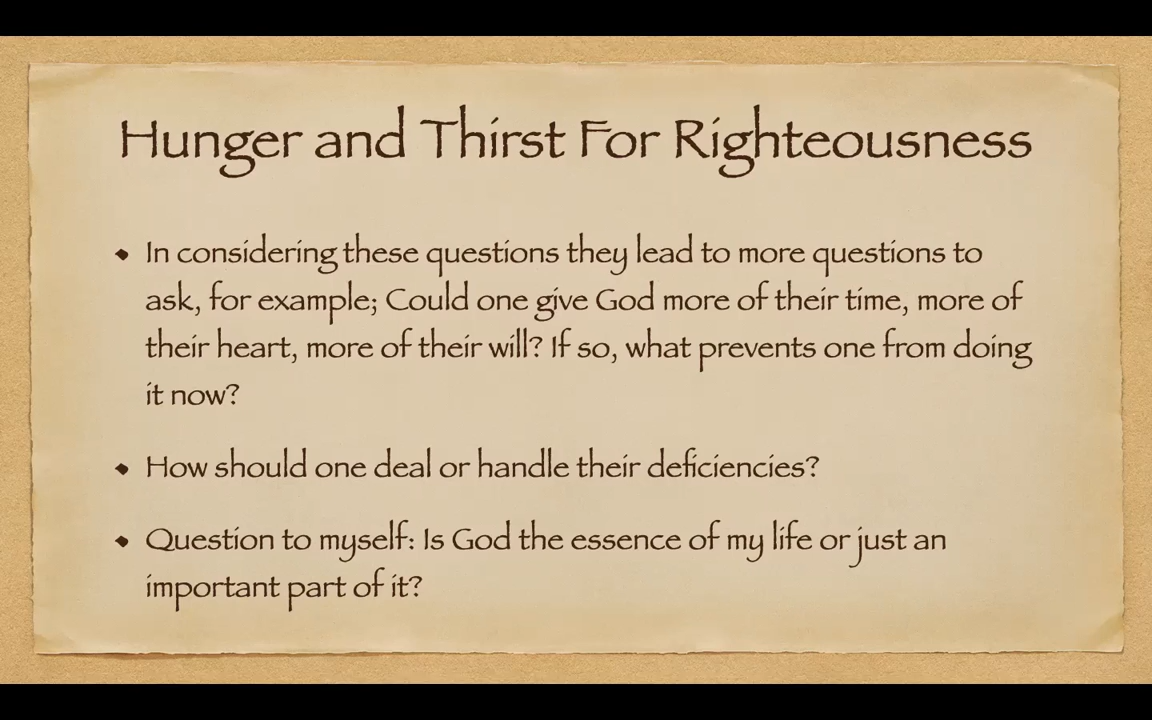 Hunger and Thirst For Righteousness
• In considering these questions they lead to more questions to
ask, for example; Could one give God more of their time, more of
their heart, more of their will? If so, what prevents one from doing
it now?
• How should one deal or handle their deficiencies?
• Question to myself: Is God the essence of my life or just an
important part of it?